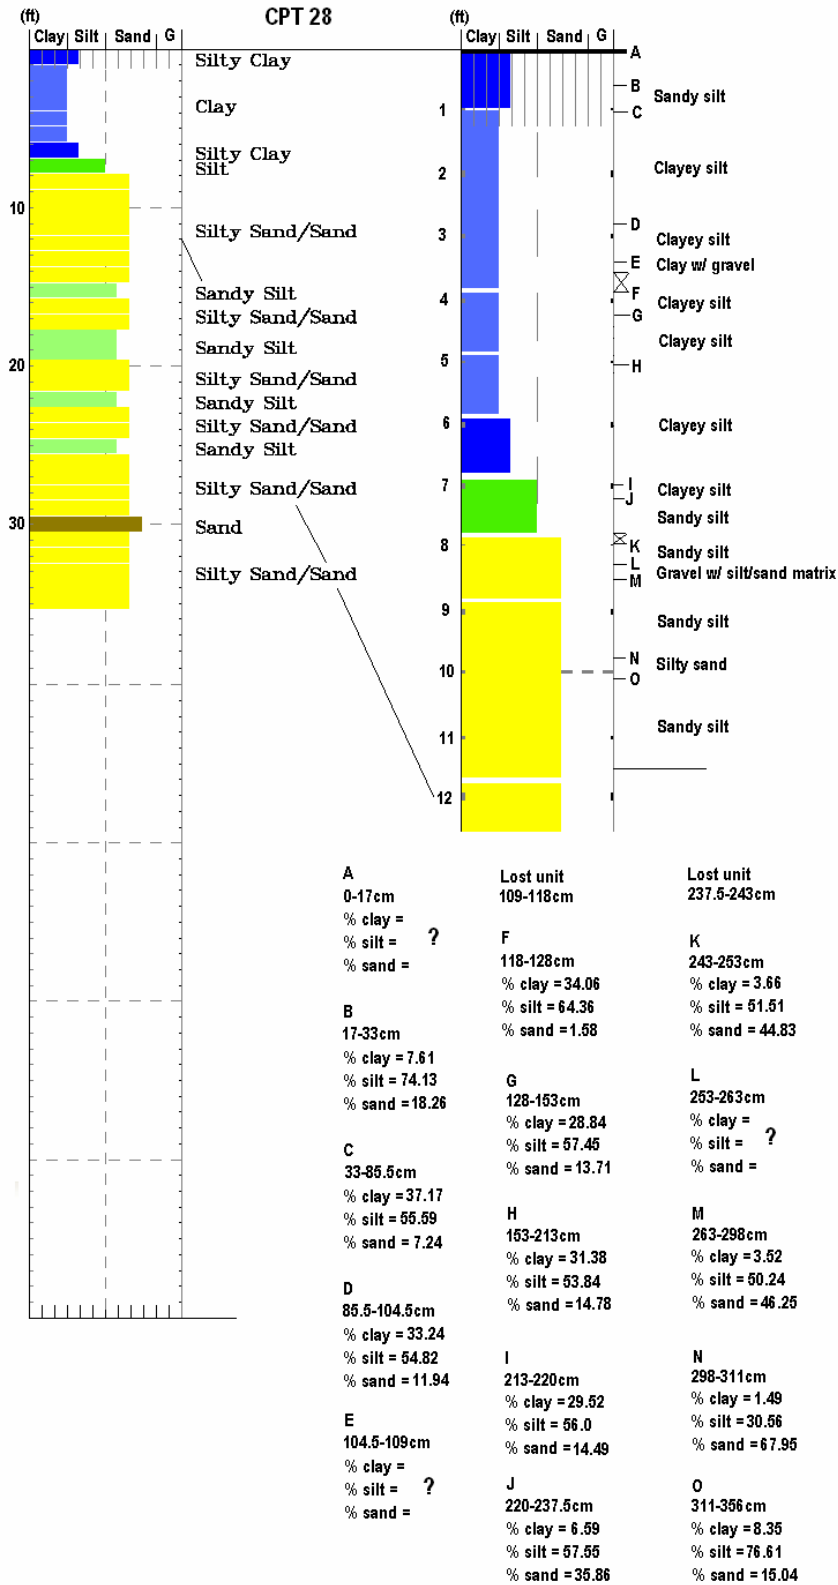 CPT 28
(ft)
Clay Silt Sand G
Silty Clay
Clay
Silty Clay
Silt
10
Silty Sand/Sand
Sandy Silt
Silty Sand/Sand
Sandy Silt
20
Silty Sand/Sand
Sandy Silt
Silty Sand/Sand
Sandy Silt
Silty Sand/Sand
30
Sand
Silty Sand/Sand
(ft)
Clay Silt Sand G
A
B
Sandy silt
1
C
2
Clayey silt
D
3
Clayey silt
E
Clay w/ gravel
F
4
Clayey silt
G
Clayey silt
5
H
6
Clayey silt
7
I
Clayey silt
J
Sandy silt
8
K
Sandy silt
L
Gravel w/ silt/sand matrix
M
9
Sandy silt
N
Silty sand
10
O
11
Sandy silt
12
A
0-17cm
% clay =
% silt = ?
% sand =
B
17-33cm
% clay =7.61
% silt =74.13
% sand =18.26
C
33-85.5cm
% clay =37.17
% silt =55.59
% sand =7.24
D
85.5-104.5cm
% clay =33.24
% silt =54.82
% sand =11.94
E
104.5-109cm
% clay =
% silt = ?
% sand =
Lost unit
109-118cm
F
118-128cm
% clay =34.06
% silt =64.36
% sand =1.58
G
128-153cm
% clay =28.84
% silt =57.45
% sand =13.71
H
153-213cm
% clay =31.38
% silt =53.84
% sand =14.78
I
213-220cm
% clay =29.52
% silt =56.0
% sand =14.49
J
220-237.5cm
% clay =6.59
% silt =57.55
% sand =35.86
Lost unit
237.5-243cm
K
243-253cm
% clay =3.66
% silt =51.51
% sand =44.83
L
253-263cm
% clay =
% silt = ?
% sand =
M
263-298cm
% clay =3.52
% silt =50.24
% sand =46.25
N
298-311cm
% clay =1.49
% silt =30.56
% sand =67.95
O
311-356cm
% clay =8.35
% silt =76.61
% sand =15.04